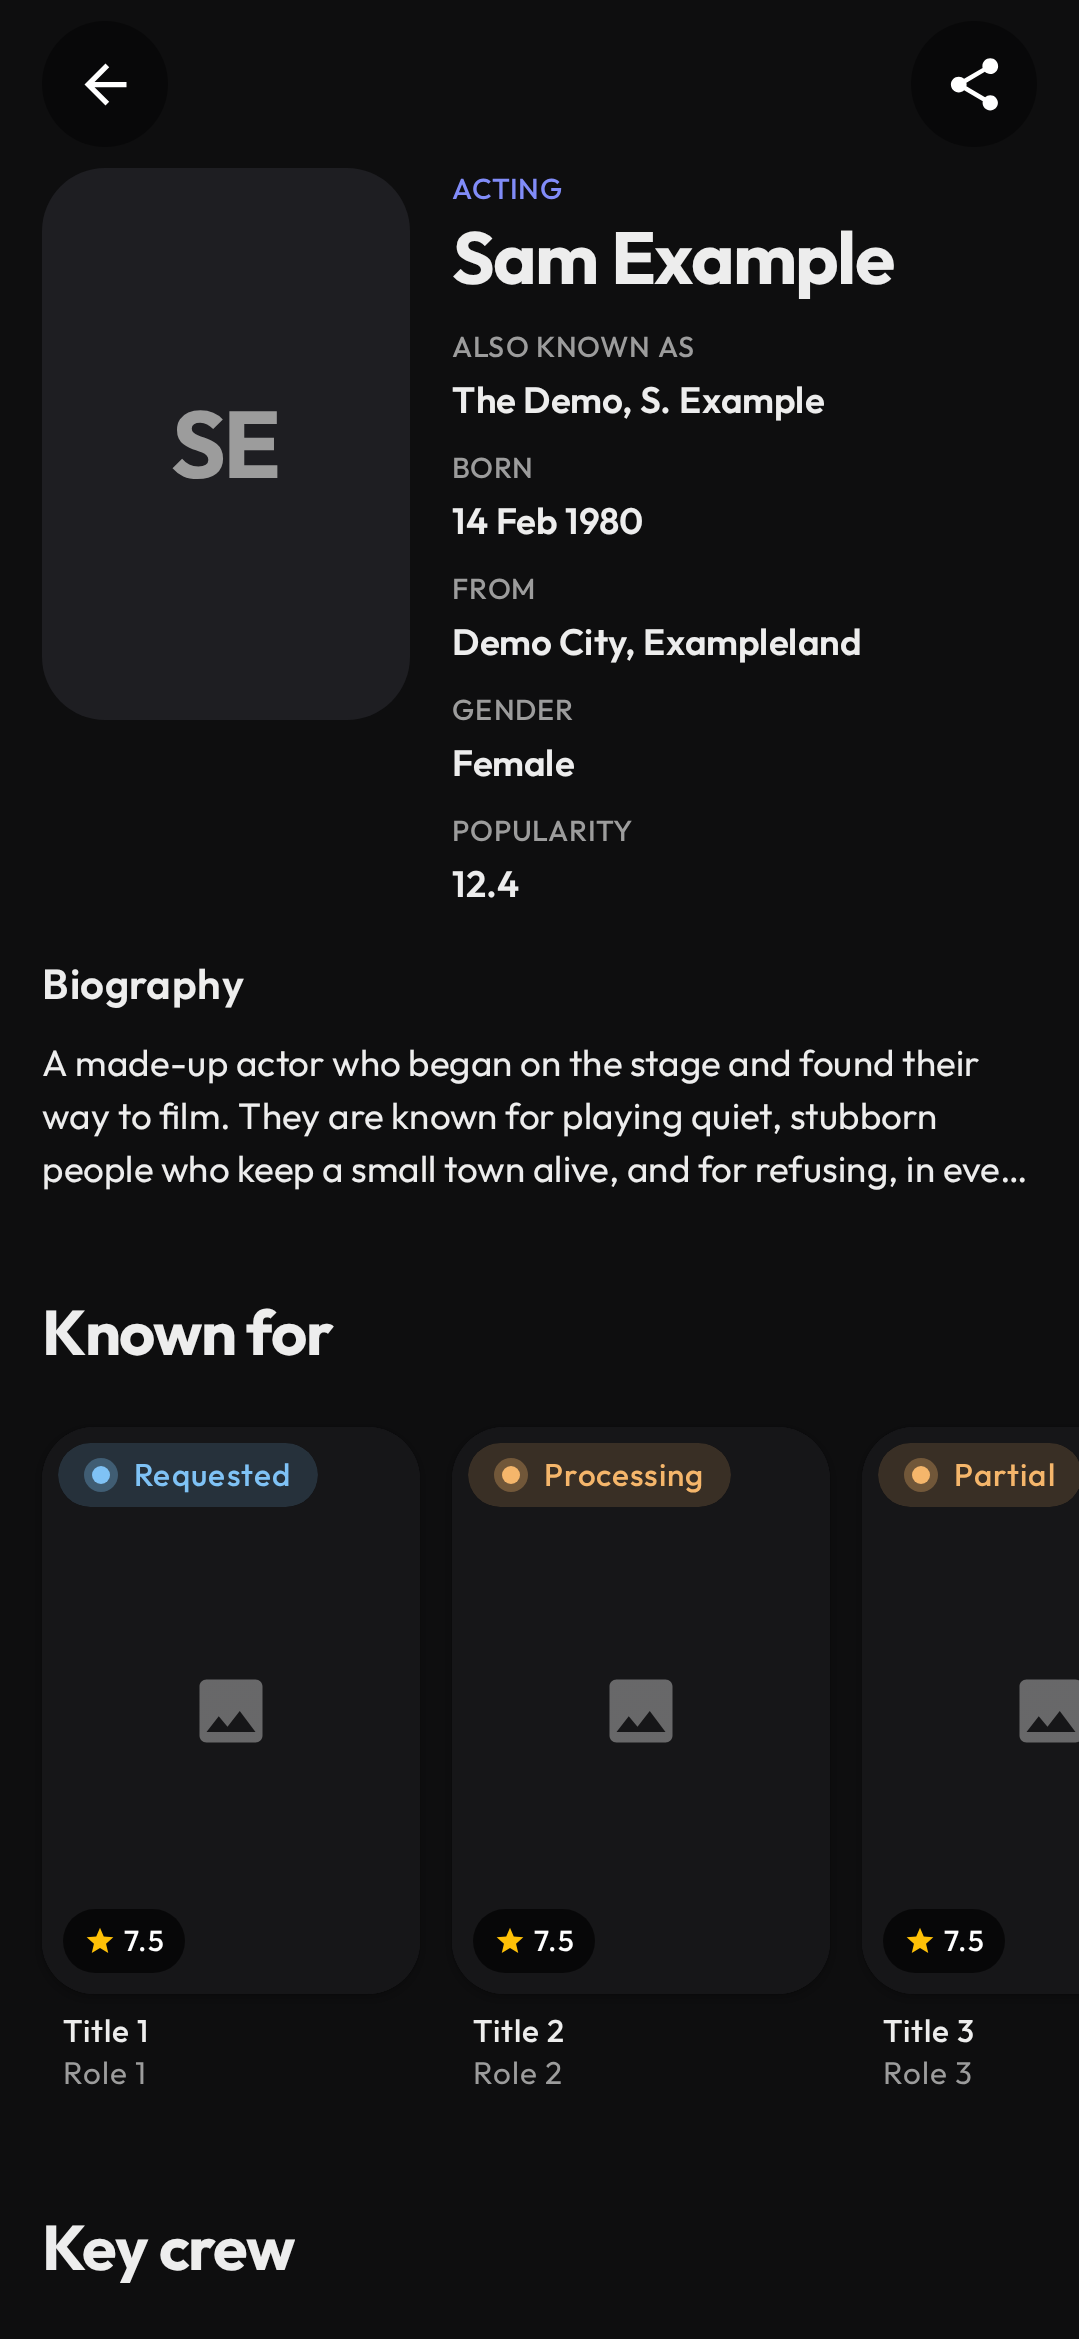 ACTING
Sam Example
ALSO KNOWN AS
The Demo, S. Example
BORN
14 Feb 1980
FROM
Demo City, Exampleland
GENDER
Female
POPULARITY
12.4
SE
Biography
A made-up actor who began on the stage and found their
way to film. They are known for playing quiet, stubborn
people who keep a small town alive, and for refusing, in eve…
Known for
Requested
Processing
Partial
7.5
7.5
7.5
Title 1
Role 1
Title 2
Role 2
Title 3
Role 3
Key crew